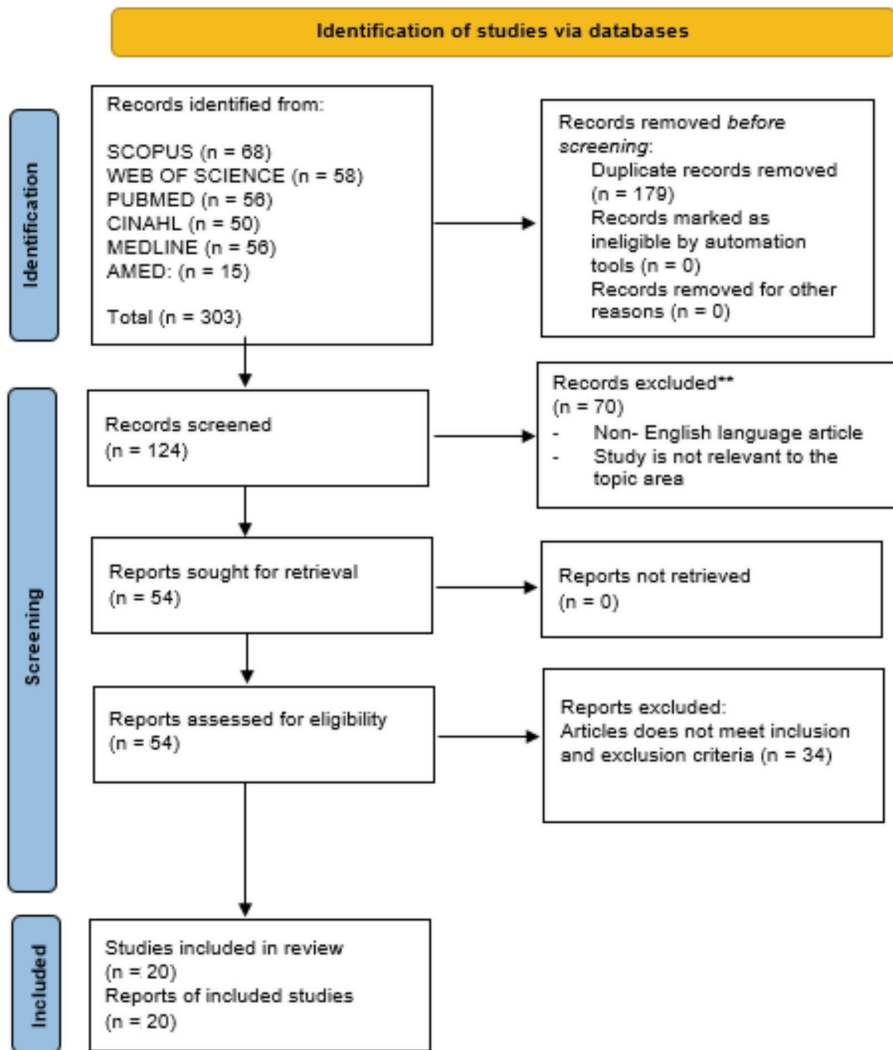 Identification of studies via databases
Identification
Records identified from:
SCOPUS (n = 68)
WEB OF SCIENCE (n = 58)
PUBMED (n = 56)
CINAHL (n = 50)
MEDLINE (n = 56)
AMED: (n = 15)
Total (n = 303)
Records removed before
screening:
Duplicate records removed
(n = 179)
Records marked as
ineligible by automation
tools (n = 0)
Records removed for other
reasons (n = 0)
Screening
Records screened
(n = 124)
Records excluded**
(n = 70)
- Non- English language article
- Study is not relevant to the
topic area
Reports sought for retrieval
(n = 54)
Reports not retrieved
(n = 0)
Reports assessed for eligibility
(n = 54)
Reports excluded:
Articles does not meet inclusion
and exclusion criteria (n = 34)
Included
Studies included in review
(n = 20)
Reports of included studies
(n = 20)